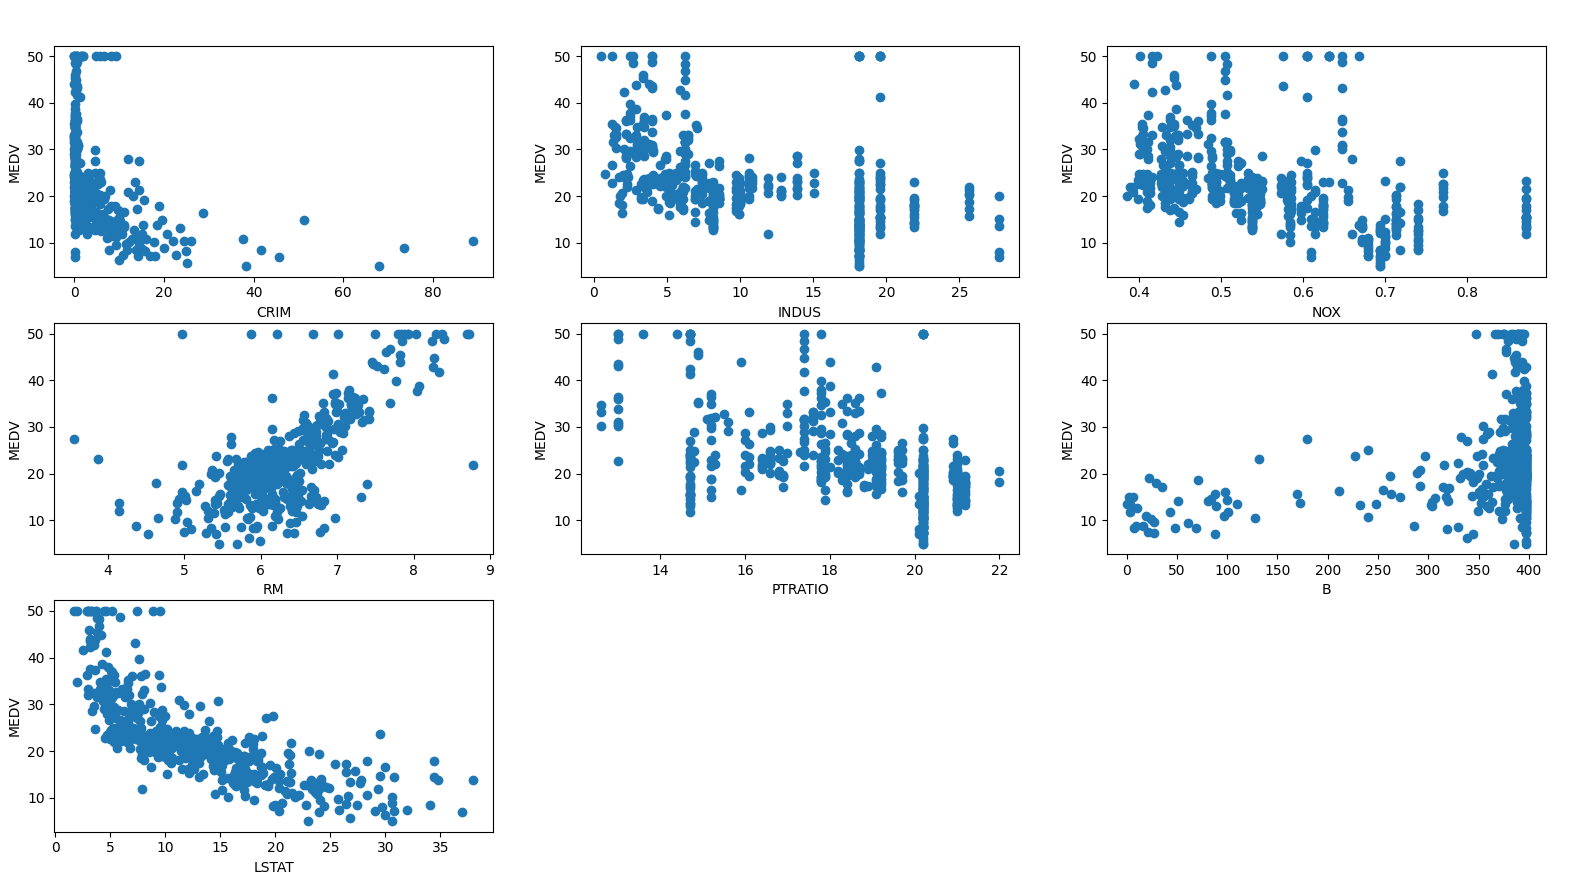 50
40
30
20
10
MEDV
0 20 40 60 80
CRIM
50
40
30
20
10
MEDV
0 5 10 15 20 25
INDUS
50
40
30
20
10
MEDV
0.4 0.5 0.6 0.7 0.8
NOX
50
40
30
20
10
MEDV
4 5 6 7 8 9
RM
50
40
30
20
10
MEDV
14 16 18 20 22
PTRATIO
50
40
30
20
10
MEDV
0 50 100 150 200 250 300 350 400
B
50
40
30
20
10
MEDV
0 5 10 15 20 25 30 35
LSTAT